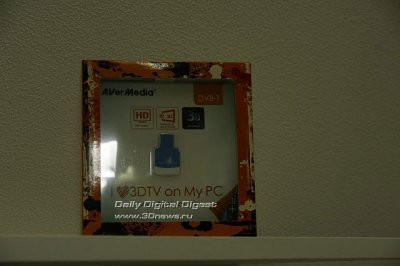 AVerMedia
DVB-T
HD
3D
I ❤3DTV on My PC
Daily Digital Digest
www.3dnews.ru